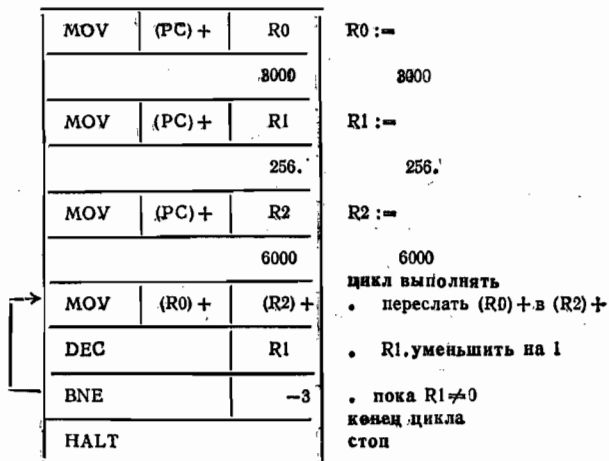 MOV (PC)+ R0 R0 :=
3000 3000
MOV (PC)+ R1 R1 :=
256. 256.
MOV (PC)+ R2 R2 :=
6000 6000
цикл выполнять
MOV (R0)+ (R2)+ • переслать (R0)+ в (R2)+
DEC R1 • R1 уменьшить на 1
BNE −3 • пока R1≠0
конец цикла
HALT стоп